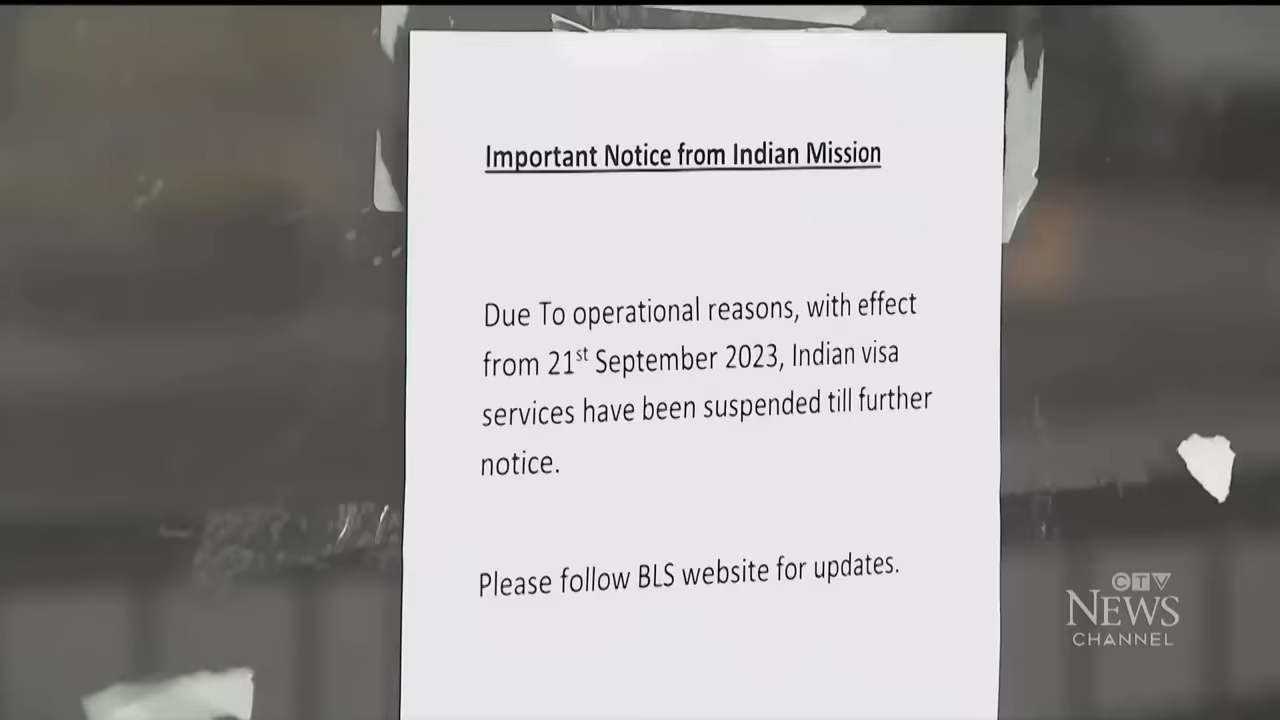 Important Notice from Indian Mission
Due To operational reasons, with effect
from 21st September 2023, Indian visa
services have been suspended till further
notice.
Please follow BLS website for updates.
CTV
NEWS
CHANNEL